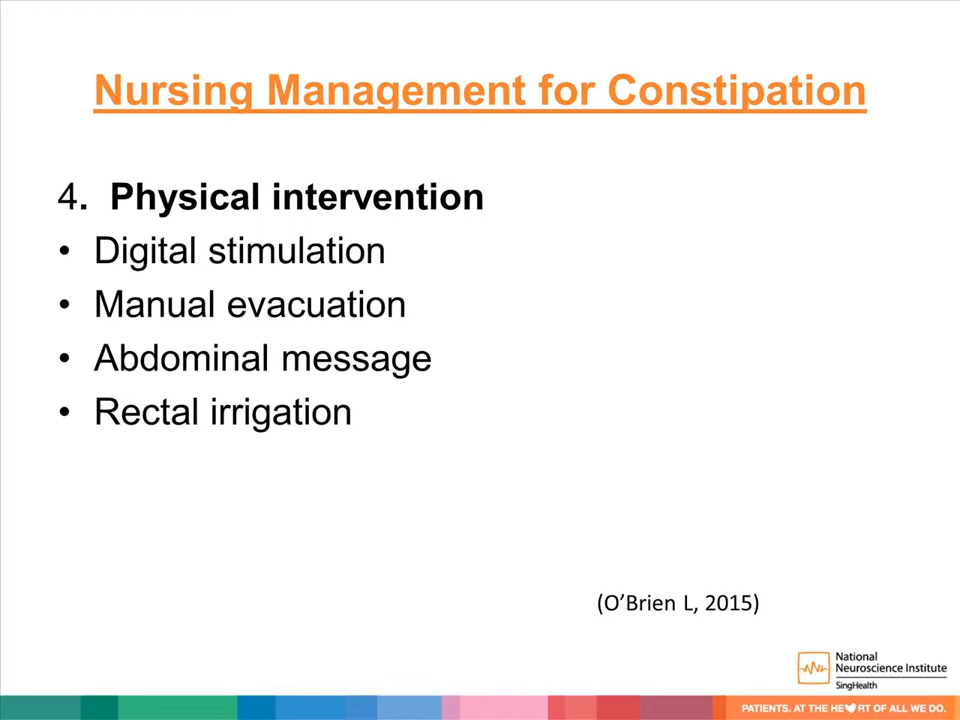 Nursing Management for Constipation
4. Physical intervention
• Digital stimulation
• Manual evacuation
• Abdominal message
• Rectal irrigation
(O’Brien L, 2015)
National
Neuroscience Institute
SingHealth
PATIENTS. AT THE HE♥RT OF ALL WE DO.